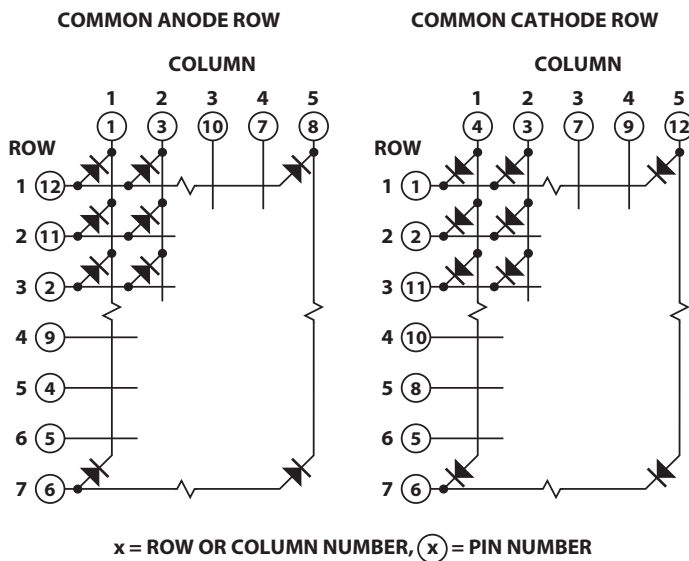 COMMON ANODE ROW
COLUMN
1 2 3 4 5
1 3 10 7 8
ROW
1 12
2 11
3 2
4 9
5 4
6 5
7 6
COMMON CATHODE ROW
COLUMN
1 2 3 4 5
4 3 7 9 12
ROW
1 1
2 2
3 11
4 10
5 8
6 5
7 6
x = ROW OR COLUMN NUMBER, x = PIN NUMBER